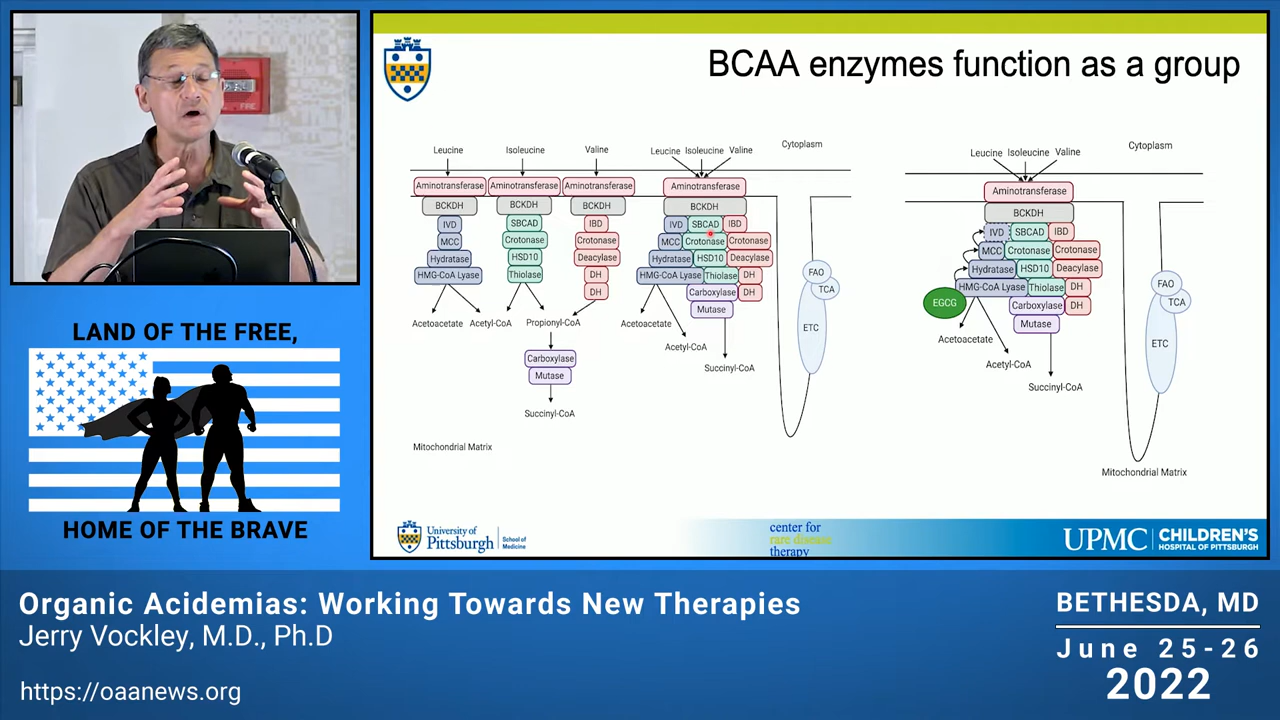 FIRE
LAND OF THE FREE,
HOME OF THE BRAVE
BCAA enzymes function as a group
Leucine
Isoleucine
Valine
Aminotransferase
Aminotransferase
Aminotransferase
BCKDH
BCKDH
BCKDH
IVD
SBCAD
IBD
MCC
Crotonase
Crotonase
Hydratase
HSD10
Deacylase
HMG-CoA Lyase
Thiolase
DH
DH
Acetoacetate
Acetyl-CoA
Propionyl-CoA
Carboxylase
Mutase
Succinyl-CoA
Mitochondrial Matrix
Leucine Isoleucine Valine
Cytoplasm
Aminotransferase
BCKDH
IVD SBCAD IBD
MCC Crotonase Crotonase
Hydratase HSD10 Deacylase
HMG-CoA Lyase Thiolase DH
Carboxylase DH
Mutase
Acetoacetate
Acetyl-CoA
Succinyl-CoA
FAO
TCA
ETC
Leucine Isoleucine Valine
Cytoplasm
Aminotransferase
BCKDH
IVD SBCAD IBD
MCC Crotonase Crotonase
Hydratase HSD10 Deacylase
HMG-CoA Lyase Thiolase DH
EGCG
Carboxylase DH
Mutase
Acetoacetate
Acetyl-CoA
Succinyl-CoA
FAO
TCA
ETC
Mitochondrial Matrix
University of
Pittsburgh
School of
Medicine
center for
rare disease
therapy
UPMC
CHILDREN'S
HOSPITAL OF PITTSBURGH
Organic Acidemias: Working Towards New Therapies
Jerry Vockley, M.D., Ph.D
https://oaanews.org
BETHESDA, MD
June 25-26
2022